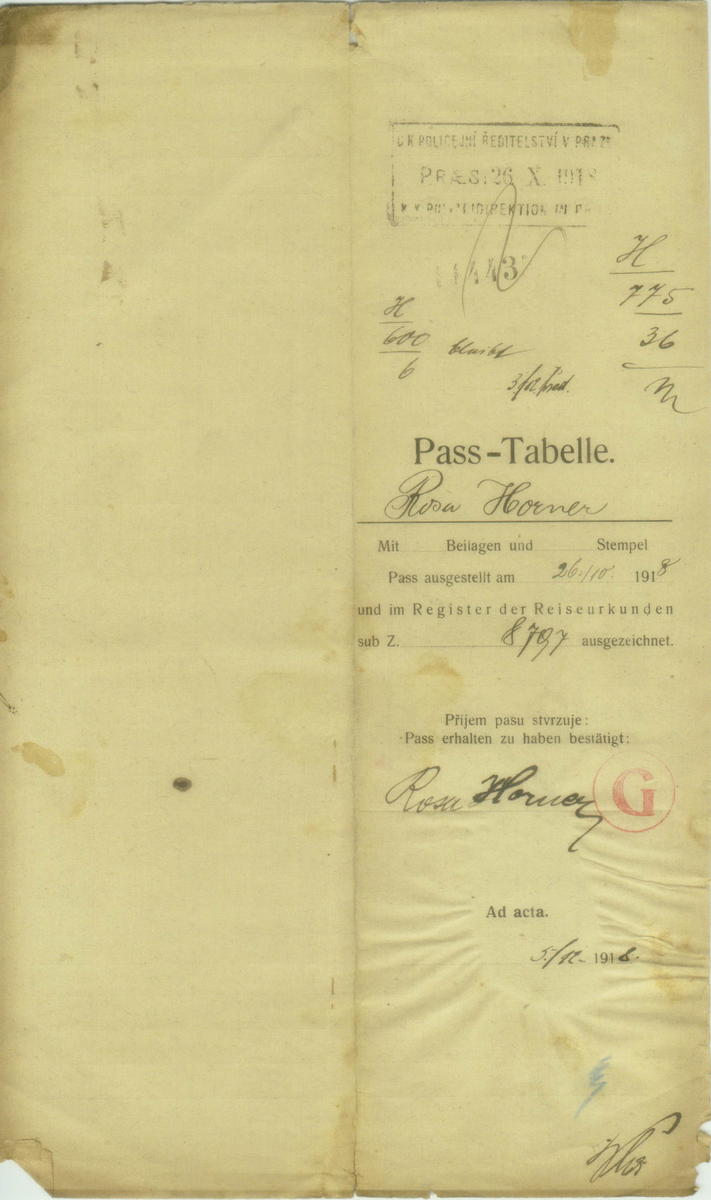 C K POLICEJNÍ ŘEDITELSTVÍ V PRAZE
PRÆS: 26 X. 1918
H
775
36
H
600
6
Pass-Tabelle.
Rosa Horner
Mit Beilagen und Stempel
Pass ausgestellt am 26./10. 1918
und im Register der Reiseurkunden
sub Z. 8797 ausgezeichnet.
Příjem pasu stvrzuje:
Pass erhalten zu haben bestätigt:
Rosa Horner
G
Ad acta.
1918.